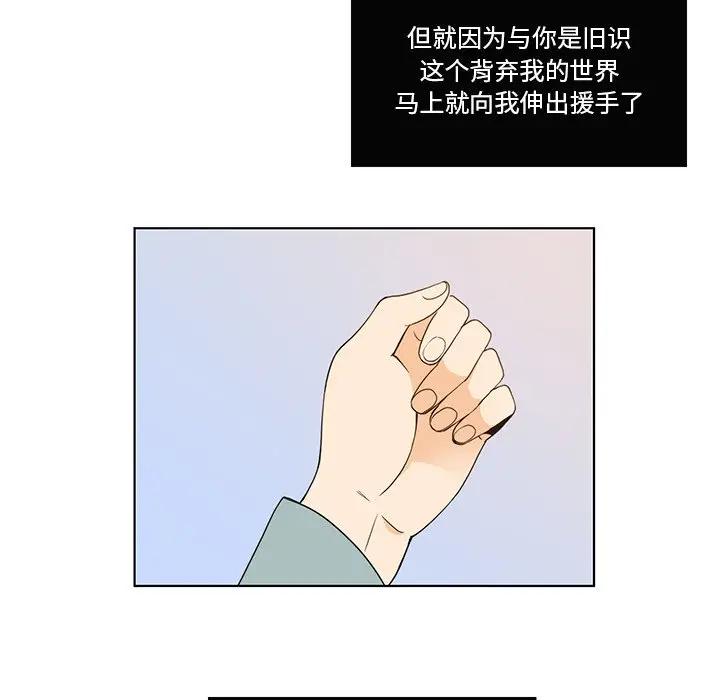 但就因为与你是旧识
这个背弃我的世界
马上就向我伸出援手了